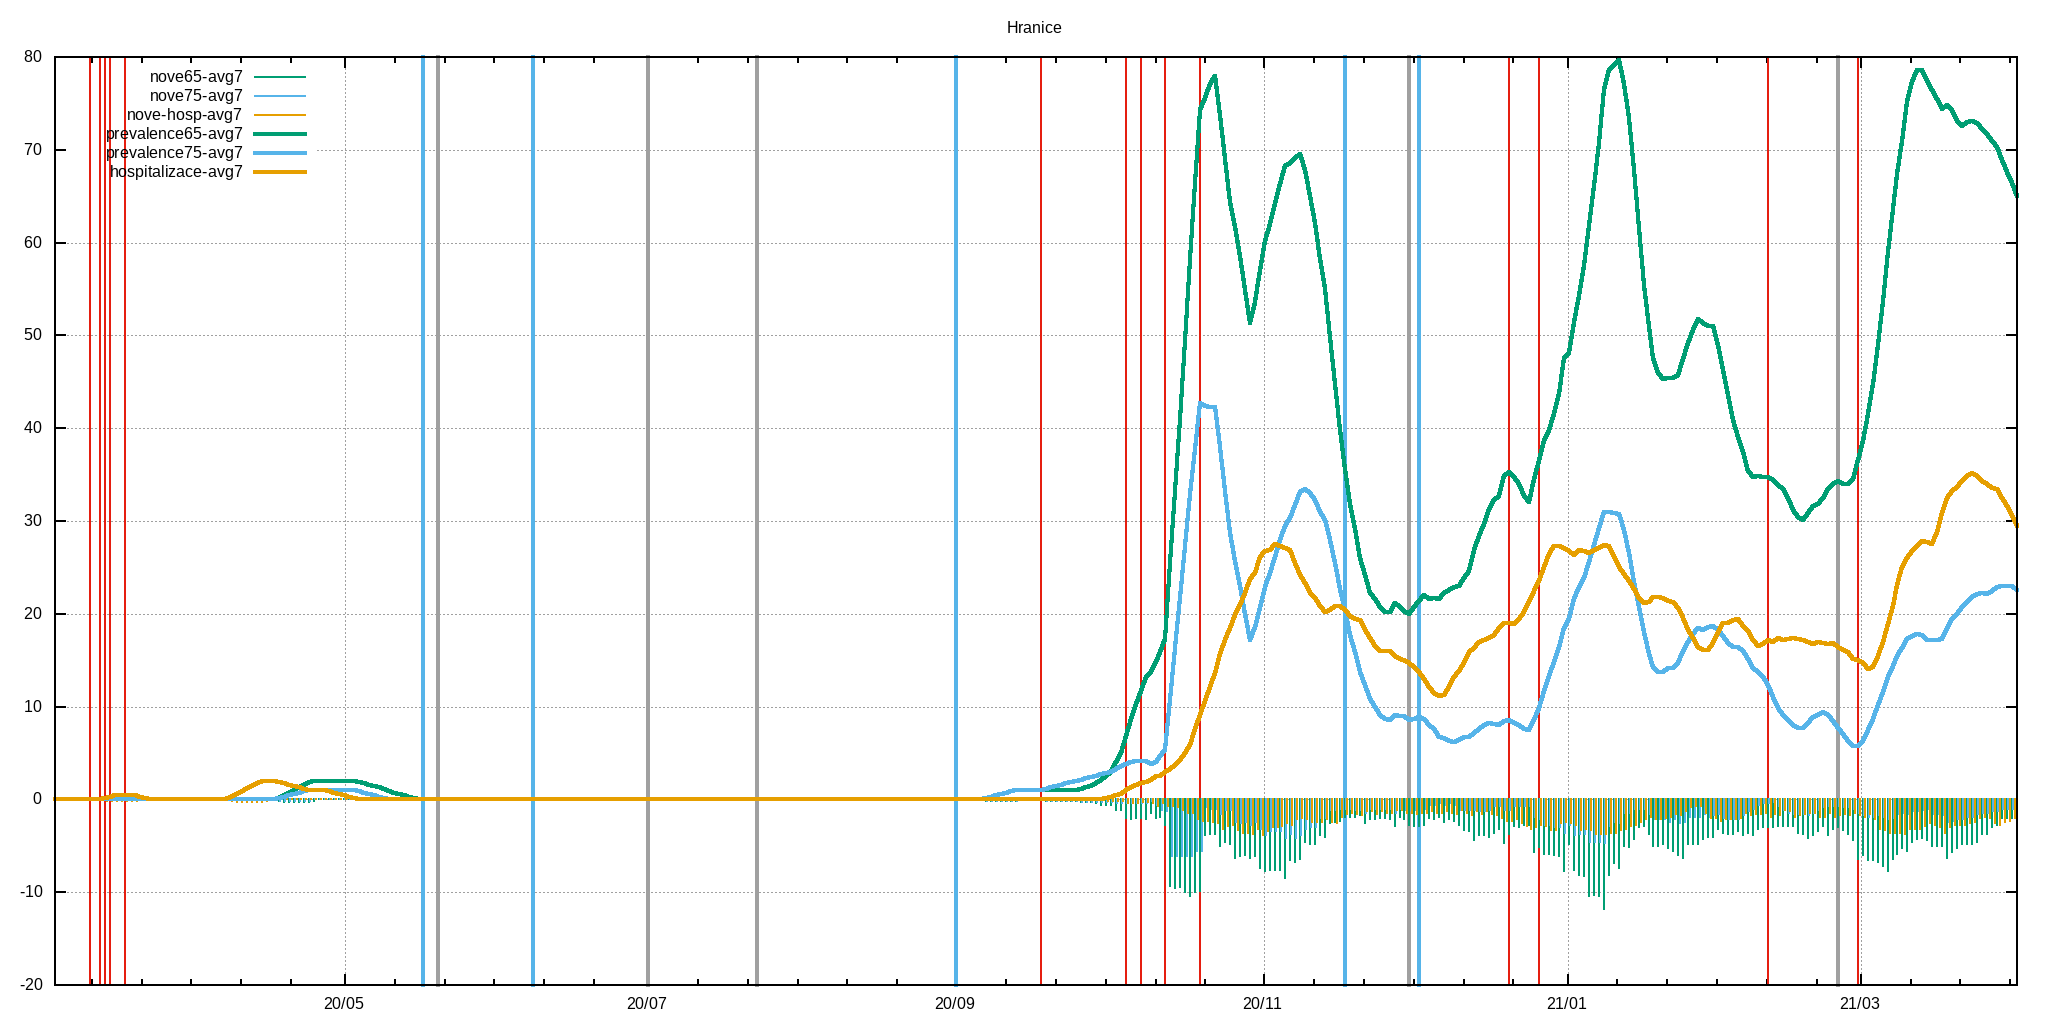 Hranice
80
nove65-avg7
nove75-avg7
nove-hosp-avg7
prevalence65-avg7
prevalence75-avg7
hospitalizace-avg7
70
60
50
40
30
20
10
0
-10
-20
20/05 20/07 20/09 20/11 21/01 21/03